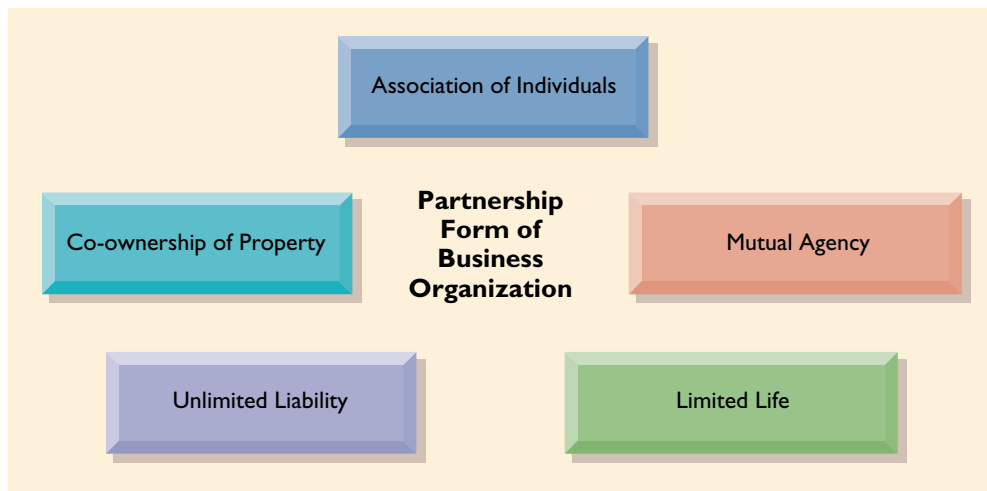 Association of Individuals
Co-ownership of Property
Partnership
Form of
Business
Organization
Mutual Agency
Unlimited Liability
Limited Life